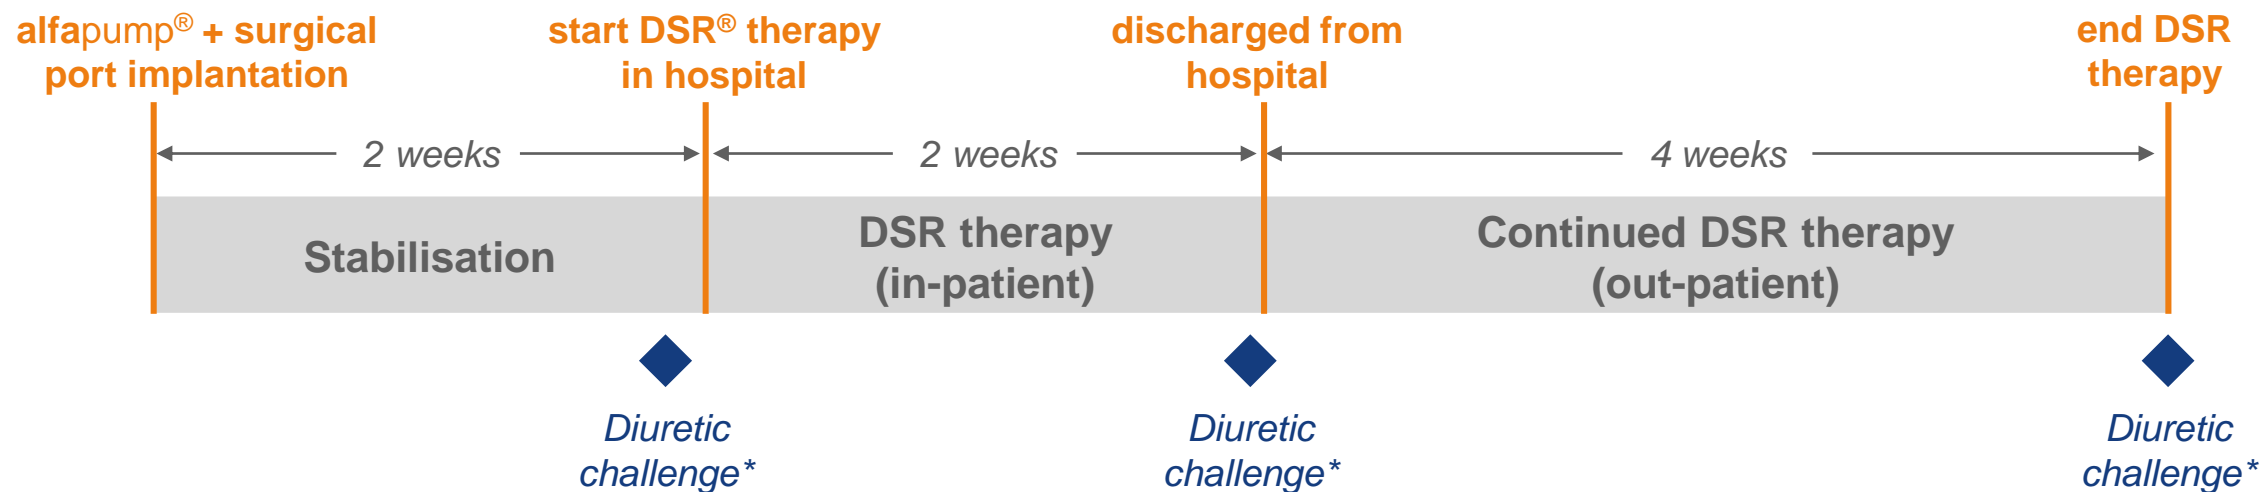 alfapump® + surgical
port implantation
start DSR® therapy
in hospital
discharged from
hospital
end DSR
therapy
2 weeks
2 weeks
4 weeks
Stabilisation
DSR therapy
(in-patient)
Continued DSR therapy
(out-patient)
Diuretic
challenge*
Diuretic
challenge*
Diuretic
challenge*